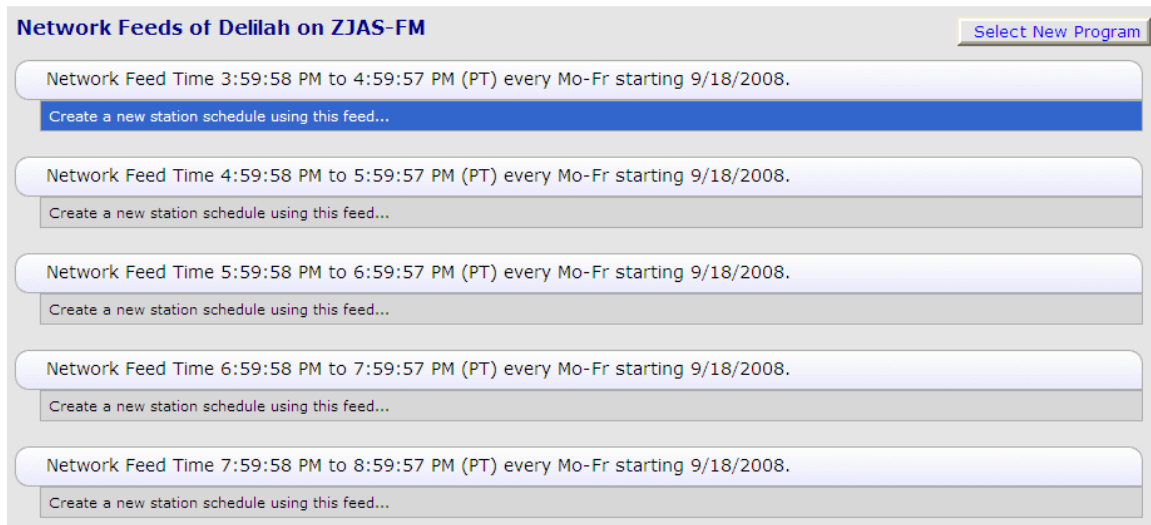 Network Feeds of Delilah on ZJAS-FM
Select New Program
Network Feed Time 3:59:58 PM to 4:59:57 PM (PT) every Mo-Fr starting 9/18/2008.
Create a new station schedule using this feed...
Network Feed Time 4:59:58 PM to 5:59:57 PM (PT) every Mo-Fr starting 9/18/2008.
Create a new station schedule using this feed...
Network Feed Time 5:59:58 PM to 6:59:57 PM (PT) every Mo-Fr starting 9/18/2008.
Create a new station schedule using this feed...
Network Feed Time 6:59:58 PM to 7:59:57 PM (PT) every Mo-Fr starting 9/18/2008.
Create a new station schedule using this feed...
Network Feed Time 7:59:58 PM to 8:59:57 PM (PT) every Mo-Fr starting 9/18/2008.
Create a new station schedule using this feed...